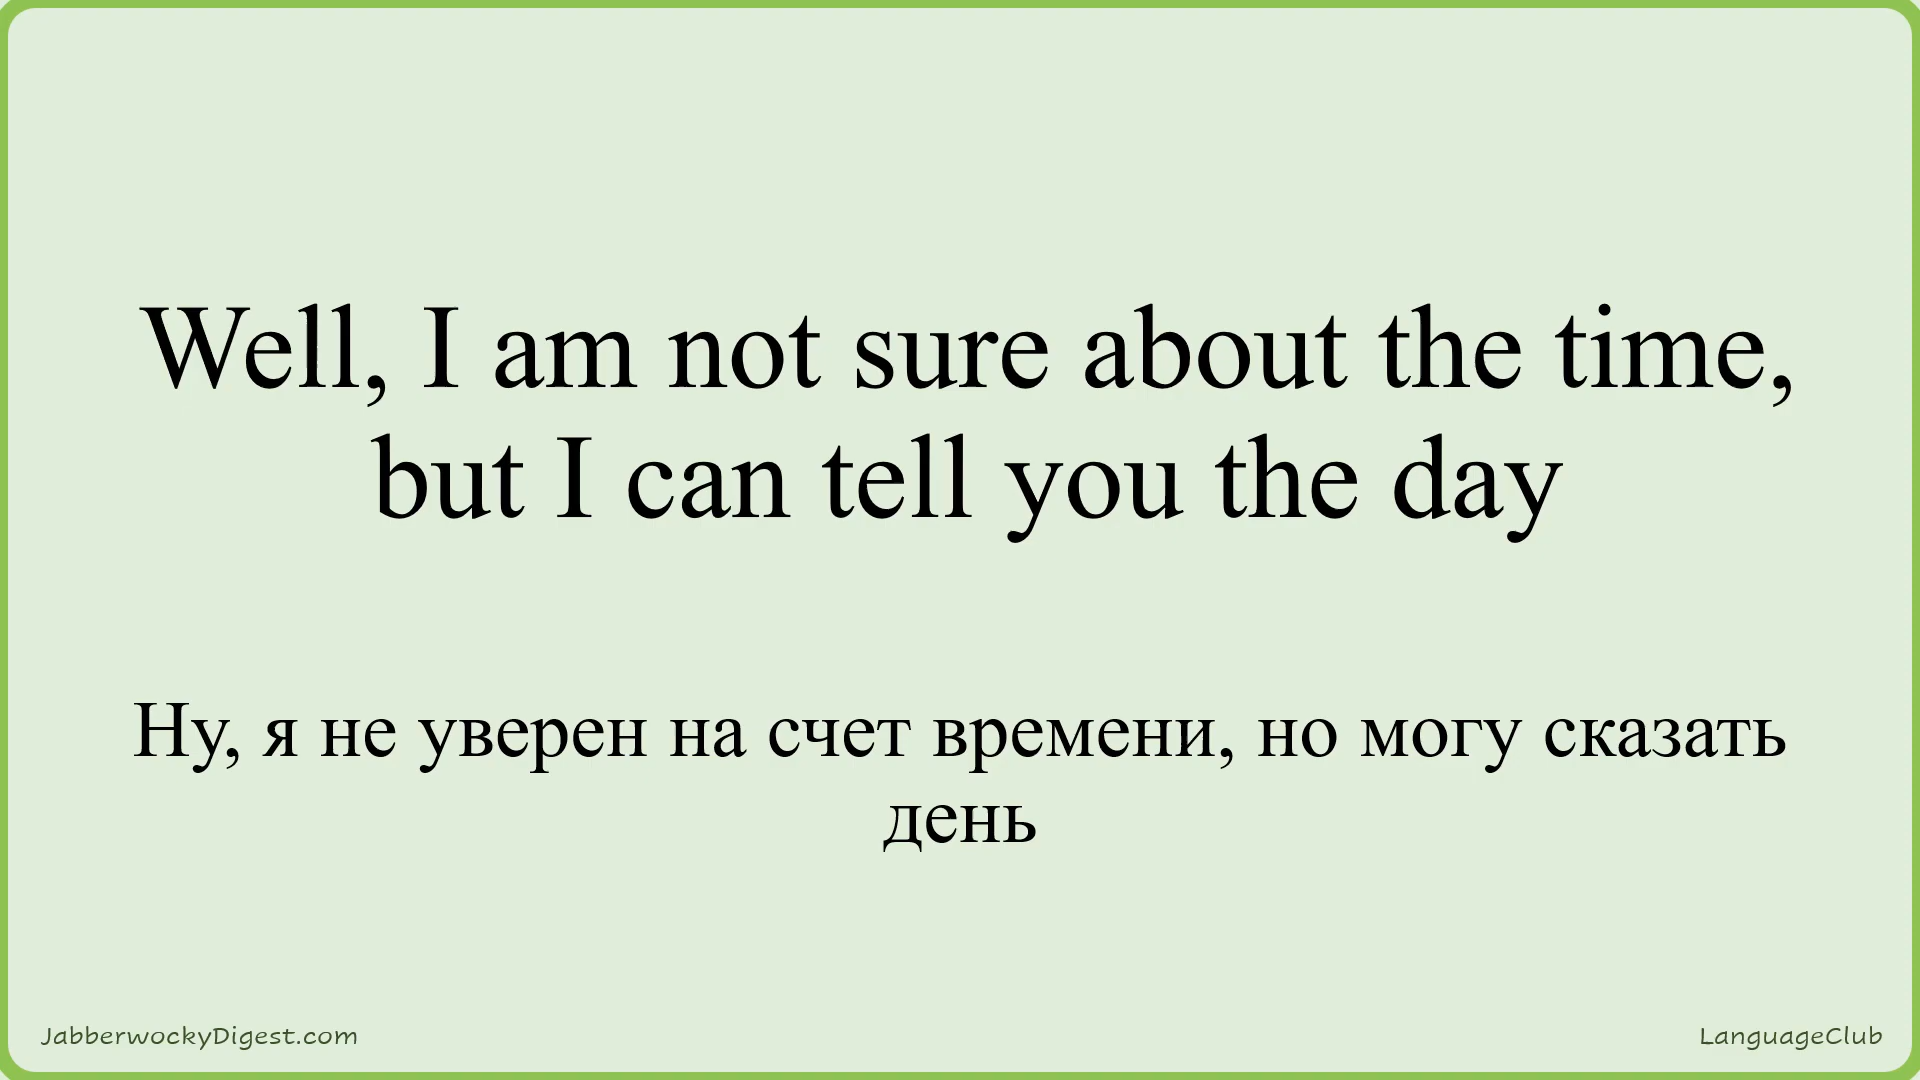 Well, I am not sure about the time,
but I can tell you the day
Ну, я не уверен на счет времени, но могу сказать
день
JabberwockyDigest.com
LanguageClub